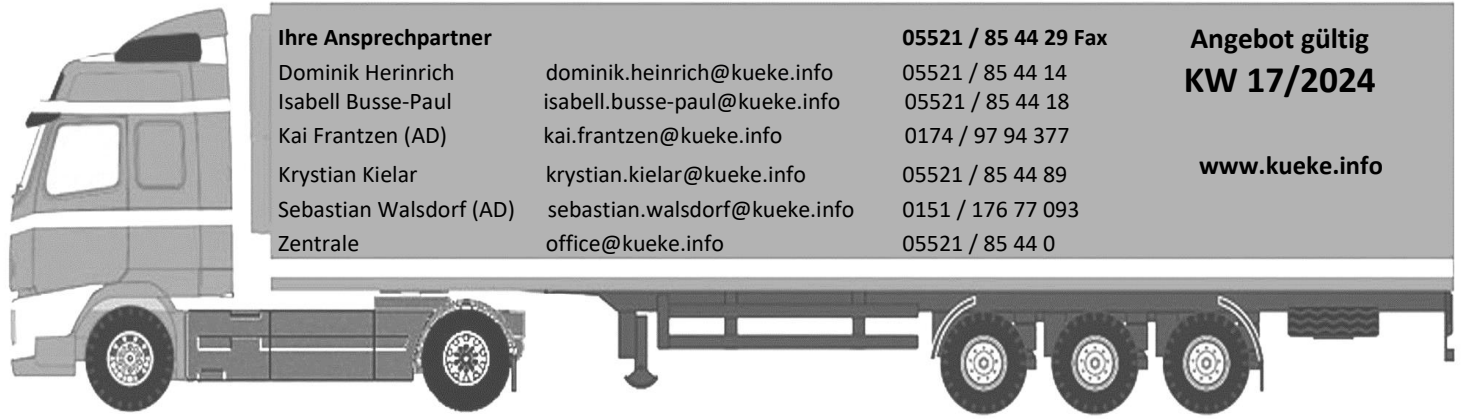 Ihre Ansprechpartner 05521 / 85 44 29 Fax
Dominik Herinrich dominik.heinrich@kueke.info 05521 / 85 44 14
Isabell Busse-Paul isabell.busse-paul@kueke.info 05521 / 85 44 18
Kai Frantzen (AD) kai.frantzen@kueke.info 0174 / 97 94 377
Krystian Kielar krystian.kielar@kueke.info 05521 / 85 44 89
Sebastian Walsdorf (AD) sebastian.walsdorf@kueke.info 0151 / 176 77 093
Zentrale office@kueke.info 05521 / 85 44 0
Angebot gültig
KW 17/2024
www.kueke.info